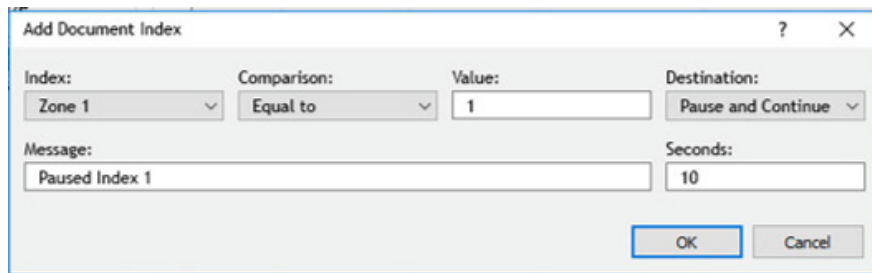 Add Document Index ?
Index: Comparison: Value: Destination:
Zone 1 Equal to 1 Pause and Continue
Message: Seconds:
Paused Index 1 10
OK Cancel